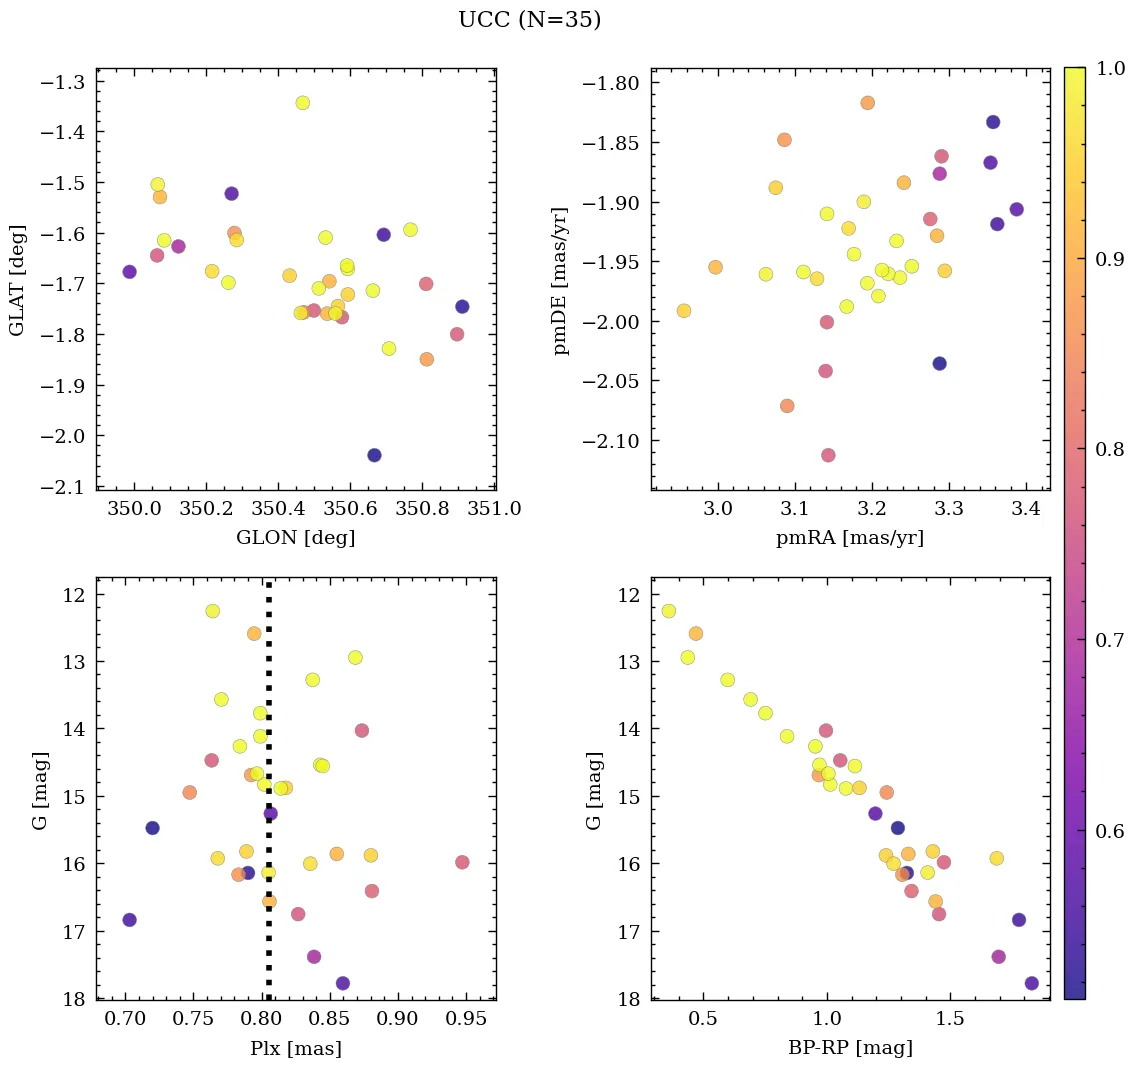 UCC (N=35)
−1.3
−1.4
−1.5
−1.6
−1.7
−1.8
−1.9
−2.0
−2.1
GLAT [deg]
350.0 350.2 350.4 350.6 350.8 351.0
GLON [deg]
−1.80
−1.85
−1.90
−1.95
−2.00
−2.05
−2.10
pmDE [mas/yr]
3.0 3.1 3.2 3.3 3.4
pmRA [mas/yr]
12
13
14
15
16
17
18
G [mag]
0.70 0.75 0.80 0.85 0.90 0.95
Plx [mas]
12
13
14
15
16
17
18
G [mag]
0.5 1.0 1.5
BP-RP [mag]
1.0
0.9
0.8
0.7
0.6